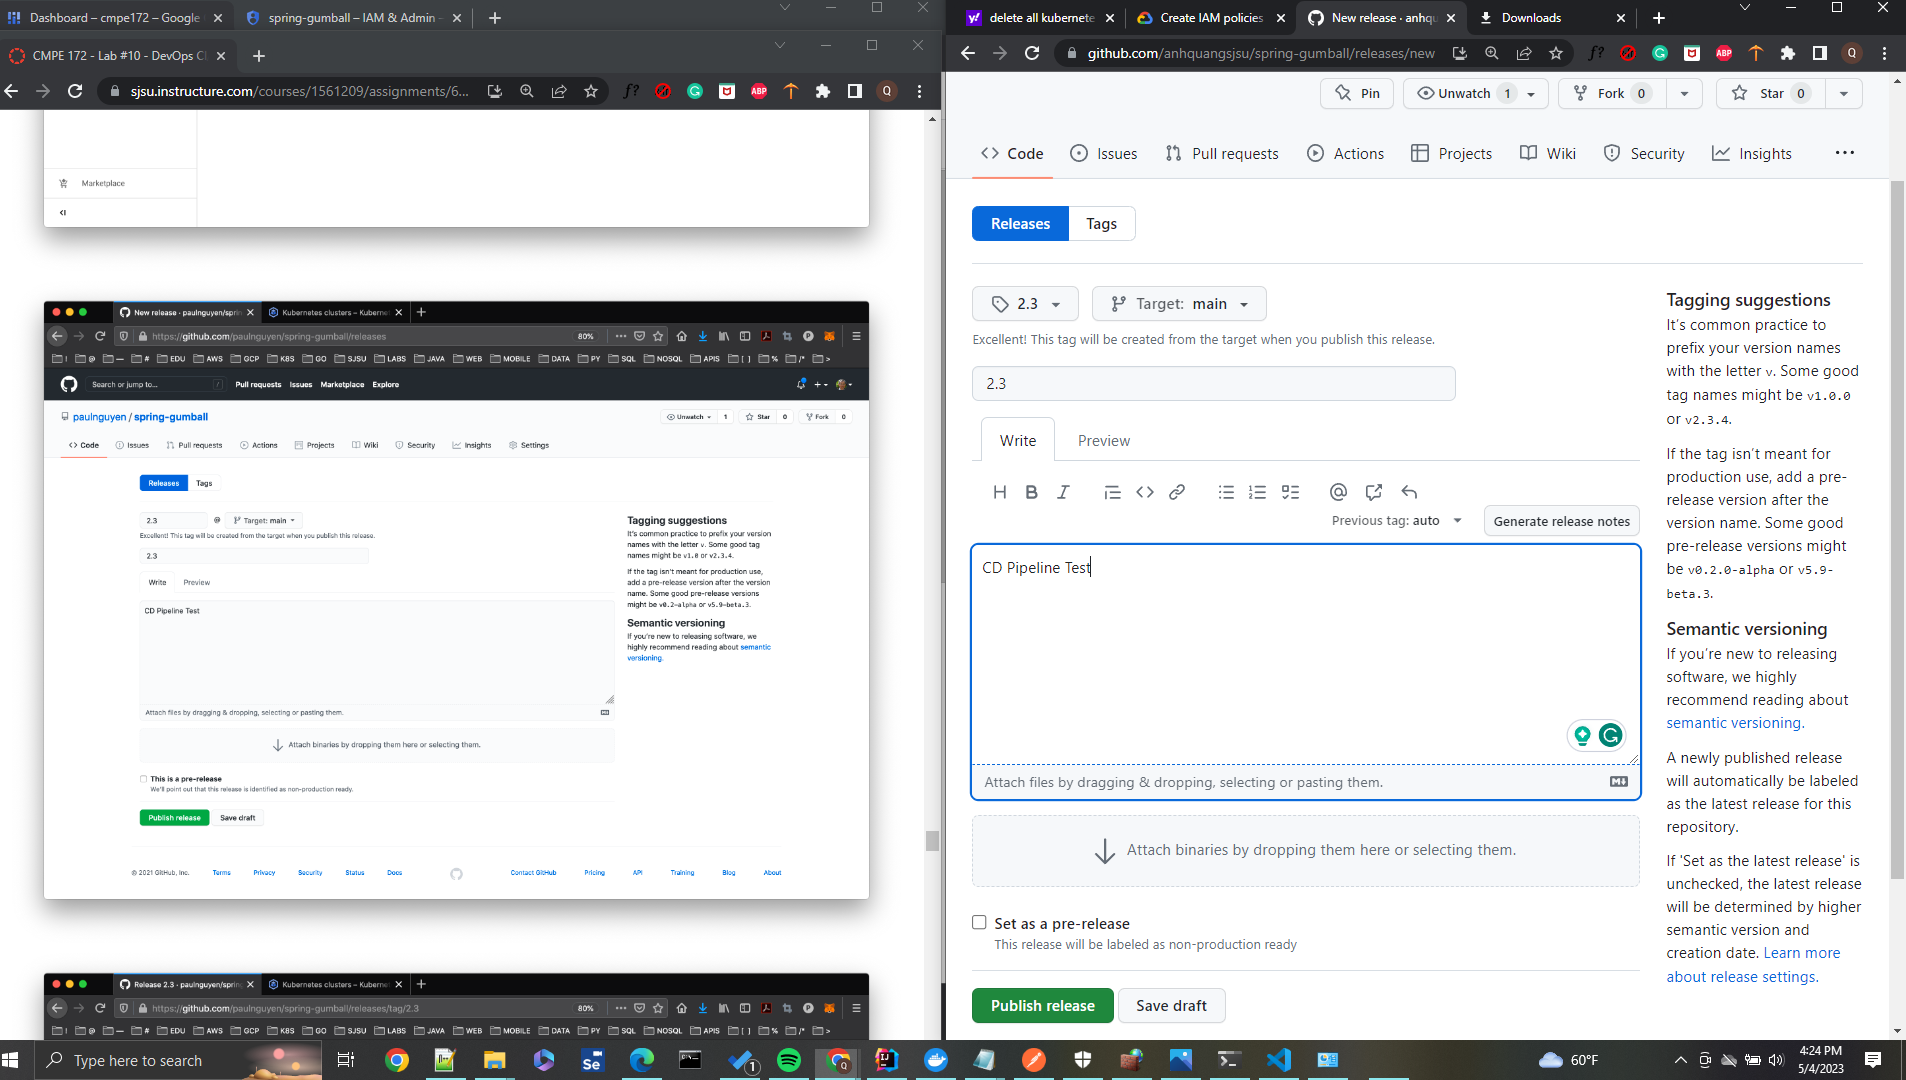 Dashboard – cmpe172 – Google
spring-gumball – IAM & Admin -
CMPE 172 - Lab #10 - DevOps CI
sjsu.instructure.com/courses/1561209/assignments/6...
Marketplace
New release · paulnguyen/sprin
Kubernetes clusters – Kuberne
https://github.com/paulnguyen/spring-gumball/releases
80%
! @ — # EDU AWS GCP K8S GO SJSU LABS JAVA WEB MOBILE DATA PY SQL NOSQL APIS [ ] % /* >
Search or jump to... /
Pull requests Issues Marketplace Explore
paulnguyen / spring-gumball
Unwatch 1 Star 0 Fork 0
Code Issues Pull requests Actions Projects Wiki Security Insights Settings
Releases Tags
2.3 @ Target: main
Excellent! This tag will be created from the target when you publish this release.
2.3
Write Preview
CD Pipeline Test
Attach files by dragging & dropping, selecting or pasting them.
Attach binaries by dropping them here or selecting them.
This is a pre-release
We'll point out that this release is identified as non-production ready.
Publish release Save draft
Tagging suggestions
It's common practice to prefix your version
names with the letter v. Some good tag
names might be v1.0 or v2.3.4.
If the tag isn't meant for production use,
add a pre-release version after the version
name. Some good pre-release versions
might be v0.2-alpha or v5.9-beta.3.
Semantic versioning
If you're new to releasing software, we
highly recommend reading about semantic
versioning.
© 2021 GitHub, Inc. Terms Privacy Security Status Docs Contact GitHub Pricing API Training Blog About
Release 2.3 · paulnguyen/spring
Kubernetes clusters – Kuberne
https://github.com/paulnguyen/spring-gumball/releases/tag/2.3
80%
! @ — # EDU AWS GCP K8S GO SJSU LABS JAVA WEB MOBILE DATA PY SQL NOSQL APIS [ ] % /* >
delete all kubernete
Create IAM policies
New release · anhqu
Downloads
github.com/anhquangsjsu/spring-gumball/releases/new
Pin Unwatch 1 Fork 0 Star 0
Code Issues Pull requests Actions Projects Wiki Security Insights ...
Releases Tags
2.3 Target: main
Excellent! This tag will be created from the target when you publish this release.
2.3
Write Preview
Previous tag: auto Generate release notes
CD Pipeline Test
Attach files by dragging & dropping, selecting or pasting them.
Attach binaries by dropping them here or selecting them.
Set as a pre-release
This release will be labeled as non-production ready
Publish release Save draft
Tagging suggestions
It's common practice to
prefix your version names
with the letter v. Some good
tag names might be v1.0.0
or v2.3.4.
If the tag isn't meant for
production use, add a pre-
release version after the
version name. Some good
pre-release versions might
be v0.2.0-alpha or v5.9-
beta.3.
Semantic versioning
If you're new to releasing
software, we highly
recommend reading about
semantic versioning.
A newly published release
will automatically be labeled
as the latest release for this
repository.
If 'Set as the latest release' is
unchecked, the latest release
will be determined by higher
semantic version and
creation date. Learn more
about release settings.
Type here to search
Se
1
60°F
4:24 PM
5/4/2023